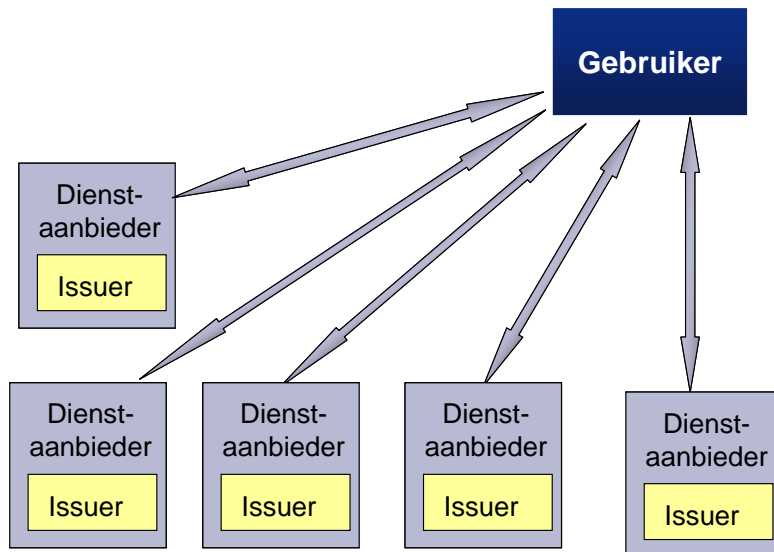 Gebruiker
Dienst-
aanbieder
Issuer
Dienst-
aanbieder
Issuer
Dienst-
aanbieder
Issuer
Dienst-
aanbieder
Issuer
Dienst-
aanbieder
Issuer